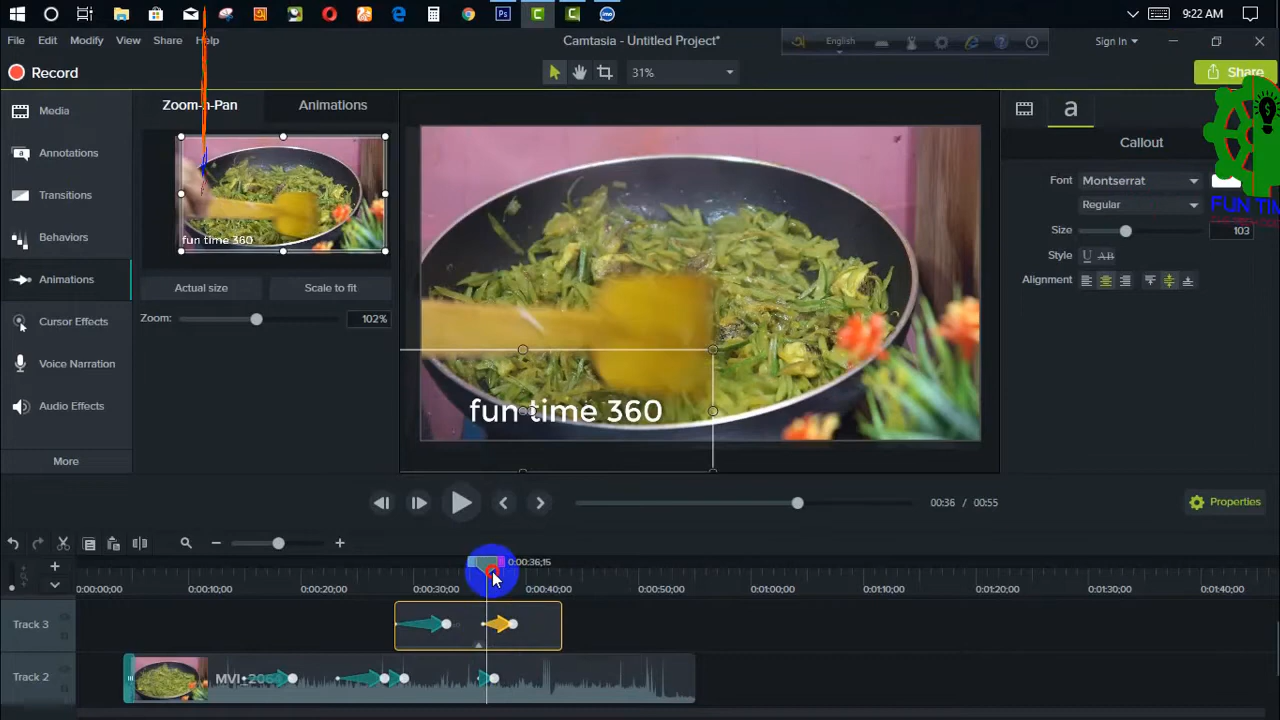 9:22 AM
File Edit Modify View Share Help
Camtasia - Untitled Project*
English
Sign In
Record
31%
Share
Media
Annotations
Transitions
Behaviors
Animations
Cursor Effects
Voice Narration
Audio Effects
More
Zoom-n-Pan Animations
fun time 360
Actual size Scale to fit
Zoom: 102%
fun time 360
a
Callout
Font Montserrat
Regular
Size 103
Style U AB
Alignment
FUN TIM
00:36 / 00:55
Properties
0:00:36;15
0:00:00;00 0:00:10;00 0:00:20;00 0:00:30;00 0:00:40;00 0:00:50;00 0:01:00;00 0:01:10;00 0:01:20;00 0:01:30;00 0:01:40;00
Track 3
Track 2